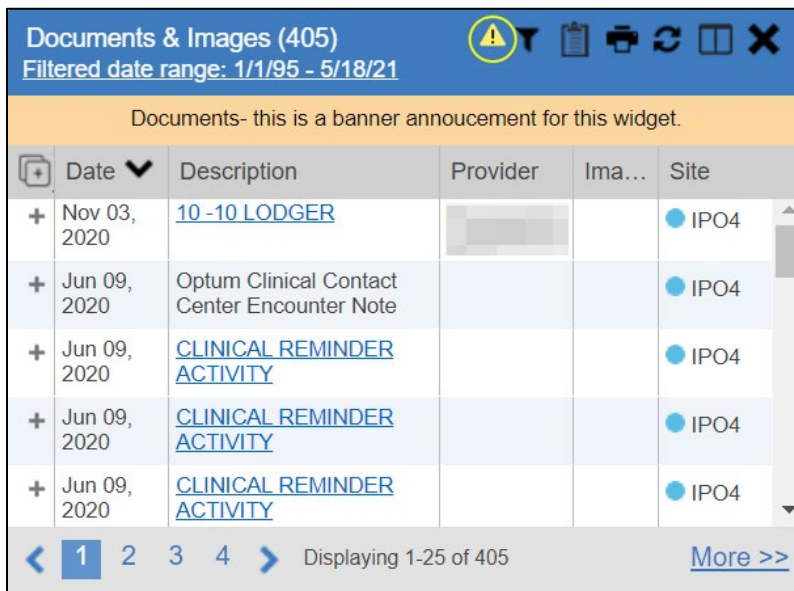 Documents & Images (405)
Filtered date range: 1/1/95 - 5/18/21
Documents- this is a banner annoucement for this widget.
Date Description Provider Ima... Site
Nov 03, 2020 10 -10 LODGER IPO4
Jun 09, 2020 Optum Clinical Contact Center Encounter Note IPO4
Jun 09, 2020 CLINICAL REMINDER ACTIVITY IPO4
Jun 09, 2020 CLINICAL REMINDER ACTIVITY IPO4
Jun 09, 2020 CLINICAL REMINDER ACTIVITY IPO4
1 2 3 4 Displaying 1-25 of 405 More >>